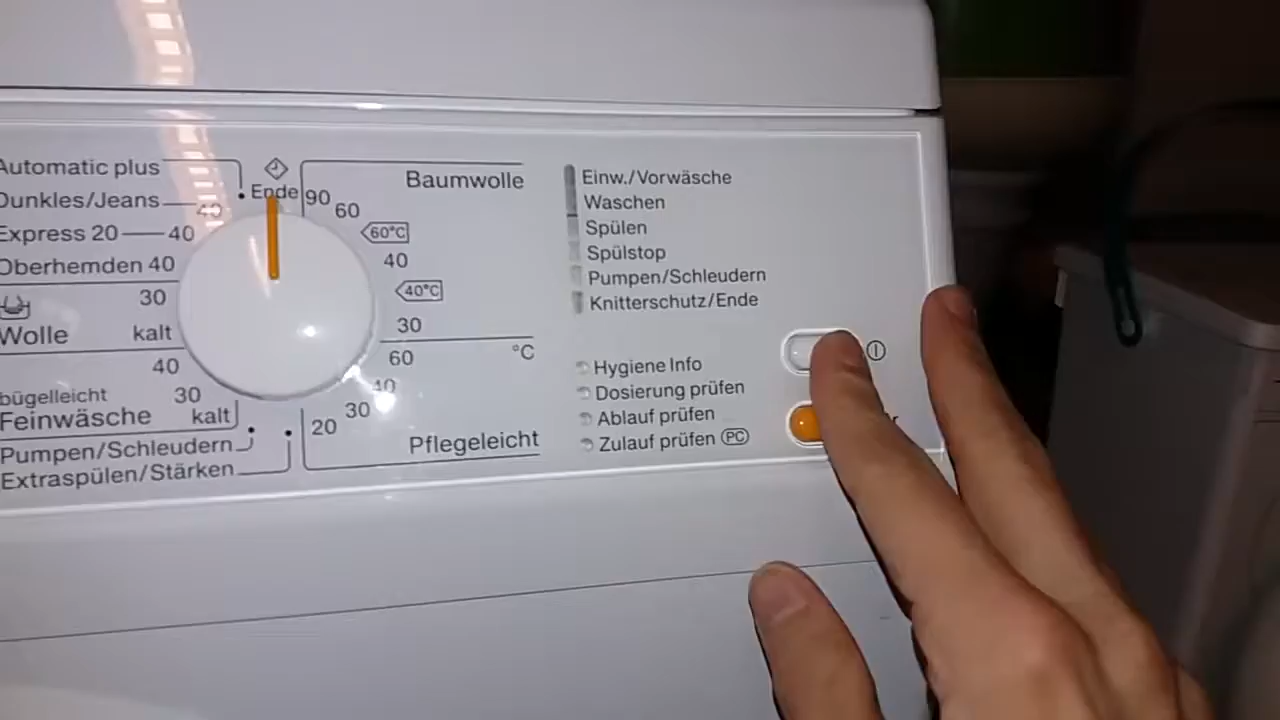 Automatic plus
Dunkles/Jeans 40
Express 20 40
Oberhemden 40
30
Wolle kalt
40
bügelleicht 30
Feinwäsche kalt
Pumpen/Schleudern
Extraspülen/Stärken
Ende
90
60
60°C
40
40°C
30
Baumwolle
°C
60
40
30
20
Pflegeleicht
Einw./Vorwäsche
Waschen
Spülen
Spülstop
Pumpen/Schleudern
Knitterschutz/Ende
Hygiene Info
Dosierung prüfen
Ablauf prüfen
Zulauf prüfen PC